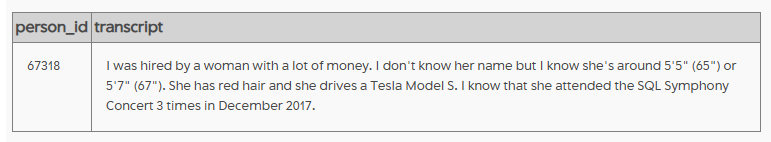 person_id transcript
67318 I was hired by a woman with a lot of money. I don't know her name but I know she's around 5'5" (65") or
5'7" (67"). She has red hair and she drives a Tesla Model S. I know that she attended the SQL Symphony
Concert 3 times in December 2017.